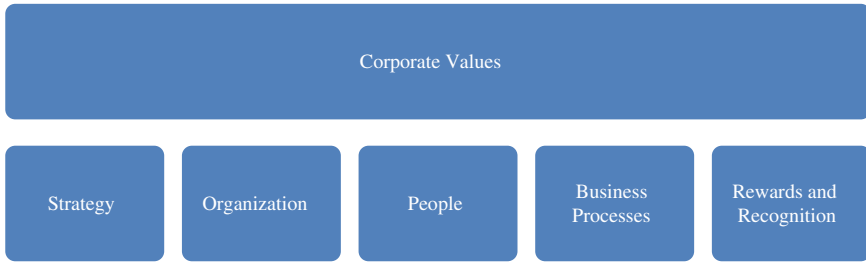 Corporate Values
Strategy
Organization
People
Business
Processes
Rewards and
Recognition